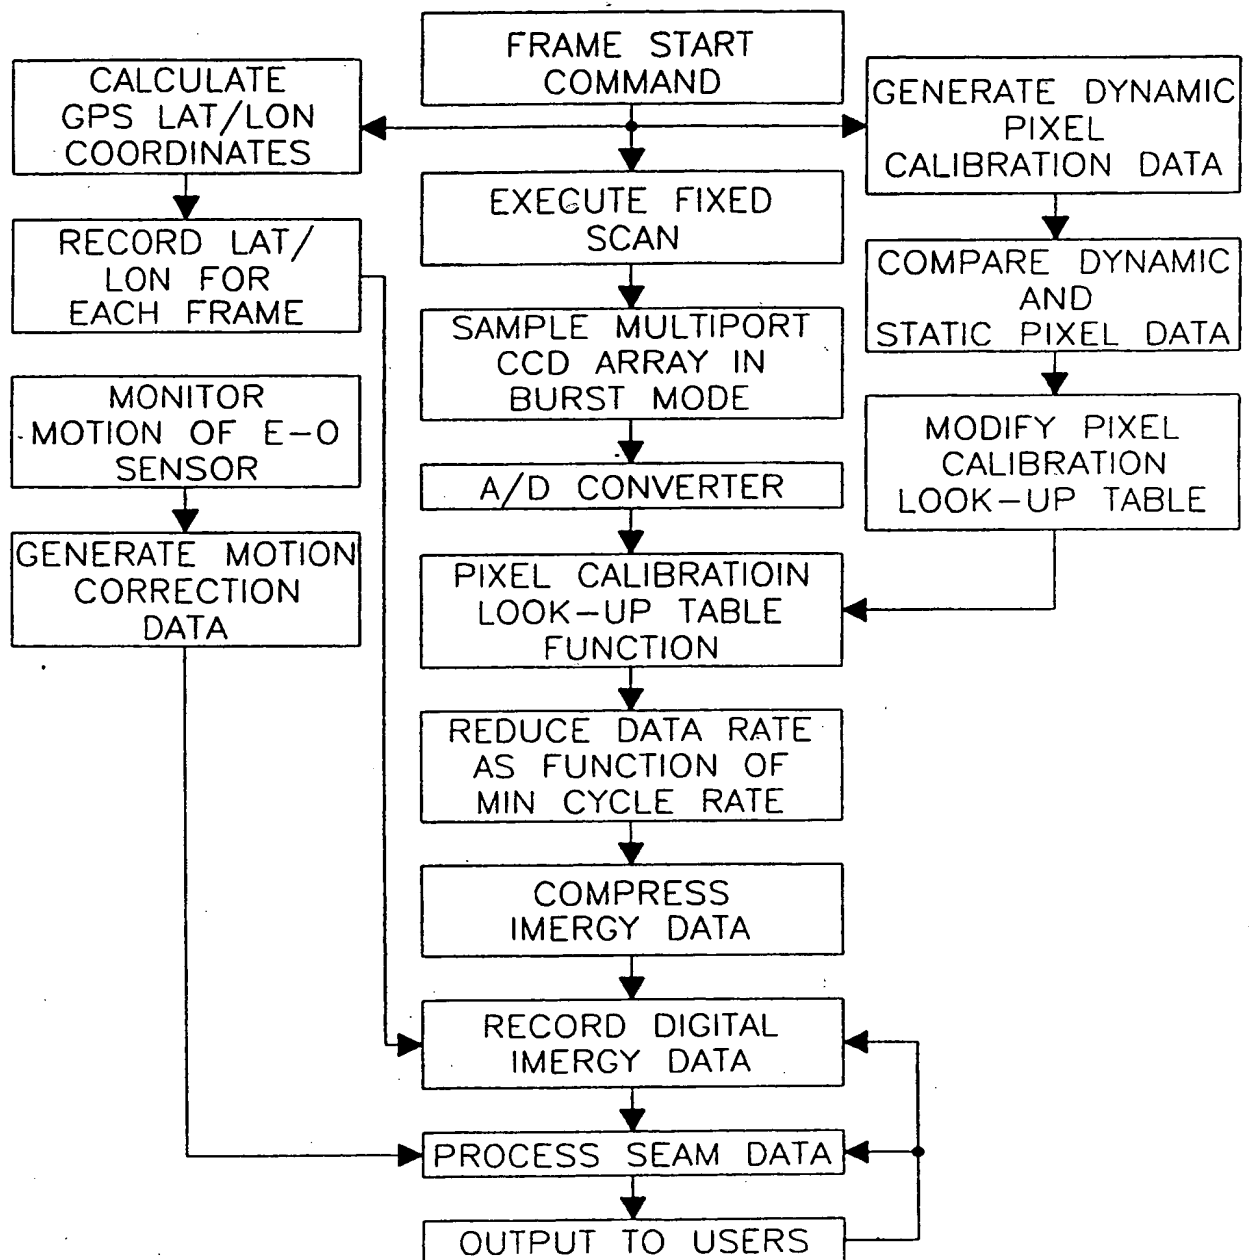 FRAME START
COMMAND
CALCULATE
GPS LAT/LON
COORDINATES
GENERATE DYNAMIC
PIXEL
CALIBRATION DATA
EXECUTE FIXED
SCAN
RECORD LAT/
LON FOR
EACH FRAME
COMPARE DYNAMIC
AND
STATIC PIXEL DATA
SAMPLE MULTIPORT
CCD ARRAY IN
BURST MODE
MONITOR
MOTION OF E-O
SENSOR
MODIFY PIXEL
CALIBRATION
LOOK-UP TABLE
A/D CONVERTER
GENERATE MOTION
CORRECTION
DATA
PIXEL CALIBRATIOIN
LOOK-UP TABLE
FUNCTION
REDUCE DATA RATE
AS FUNCTION OF
MIN CYCLE RATE
COMPRESS
IMERGY DATA
RECORD DIGITAL
IMERGY DATA
PROCESS SEAM DATA
OUTPUT TO USERS